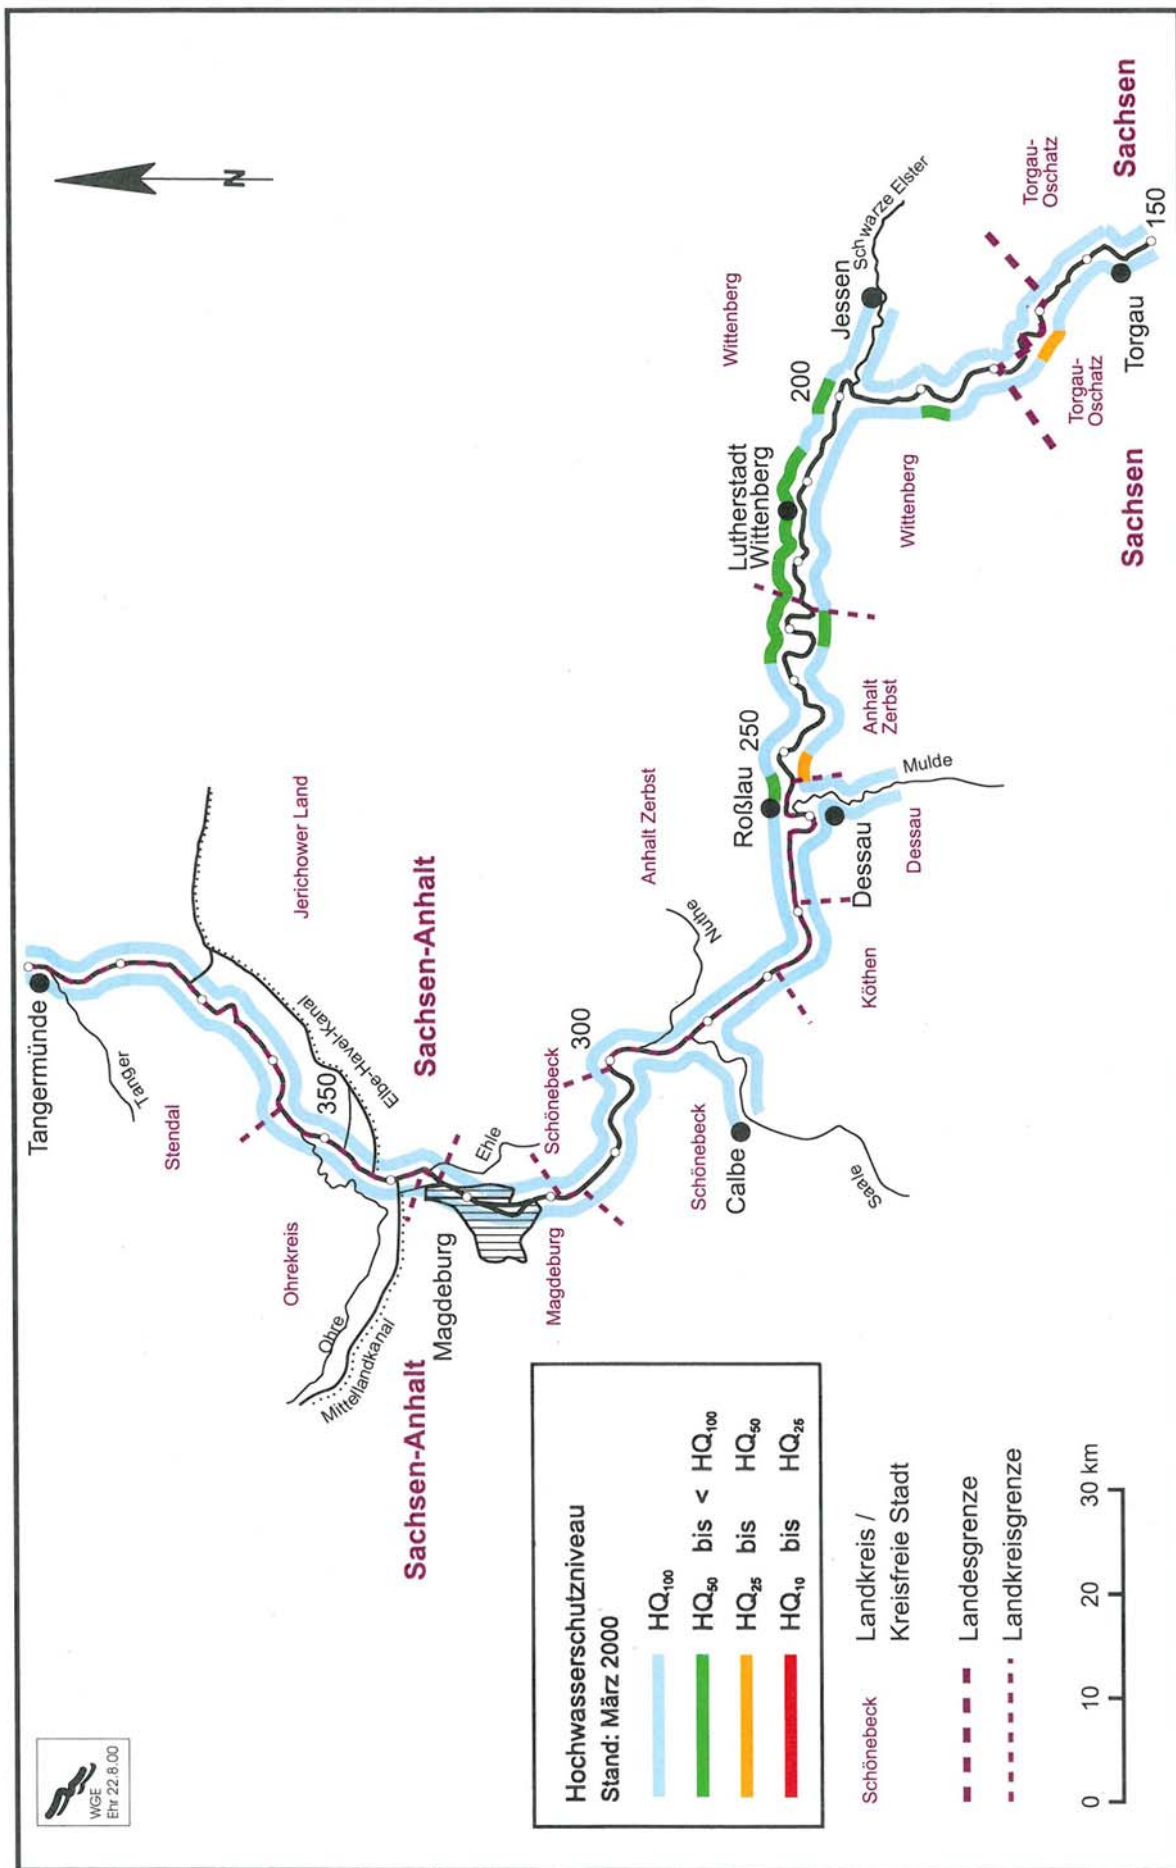 WGE
Ehr 22.8.00
N
Tangermünde
Tanger
Stendal
Jerichower Land
Elbe-Havel-Kanal
350
Ohrekreis
Ohre
Mittellandkanal
Sachsen-Anhalt
Sachsen-Anhalt
Magdeburg
Ehle
Magdeburg
Schönebeck
300
Nuthe
Anhalt Zerbst
Schönebeck
Calbe
Saale
Köthen
Roßlau
250
Dessau
Dessau
Mulde
Anhalt
Zerbst
Lutherstadt
Wittenberg
Wittenberg
200
Wittenberg
Jessen
Schwarze Elster
Torgau-
Oschatz
Torgau-
Oschatz
Sachsen
Sachsen
Torgau
150
Hochwasserschutzniveau
Stand: März 2000
HQ₁₀₀
HQ₅₀ bis < HQ₁₀₀
HQ₂₅ bis HQ₅₀
HQ₁₀ bis HQ₂₅
Schönebeck Landkreis /
Kreisfreie Stadt
Landesgrenze
Landkreisgrenze
0 10 20 30 km